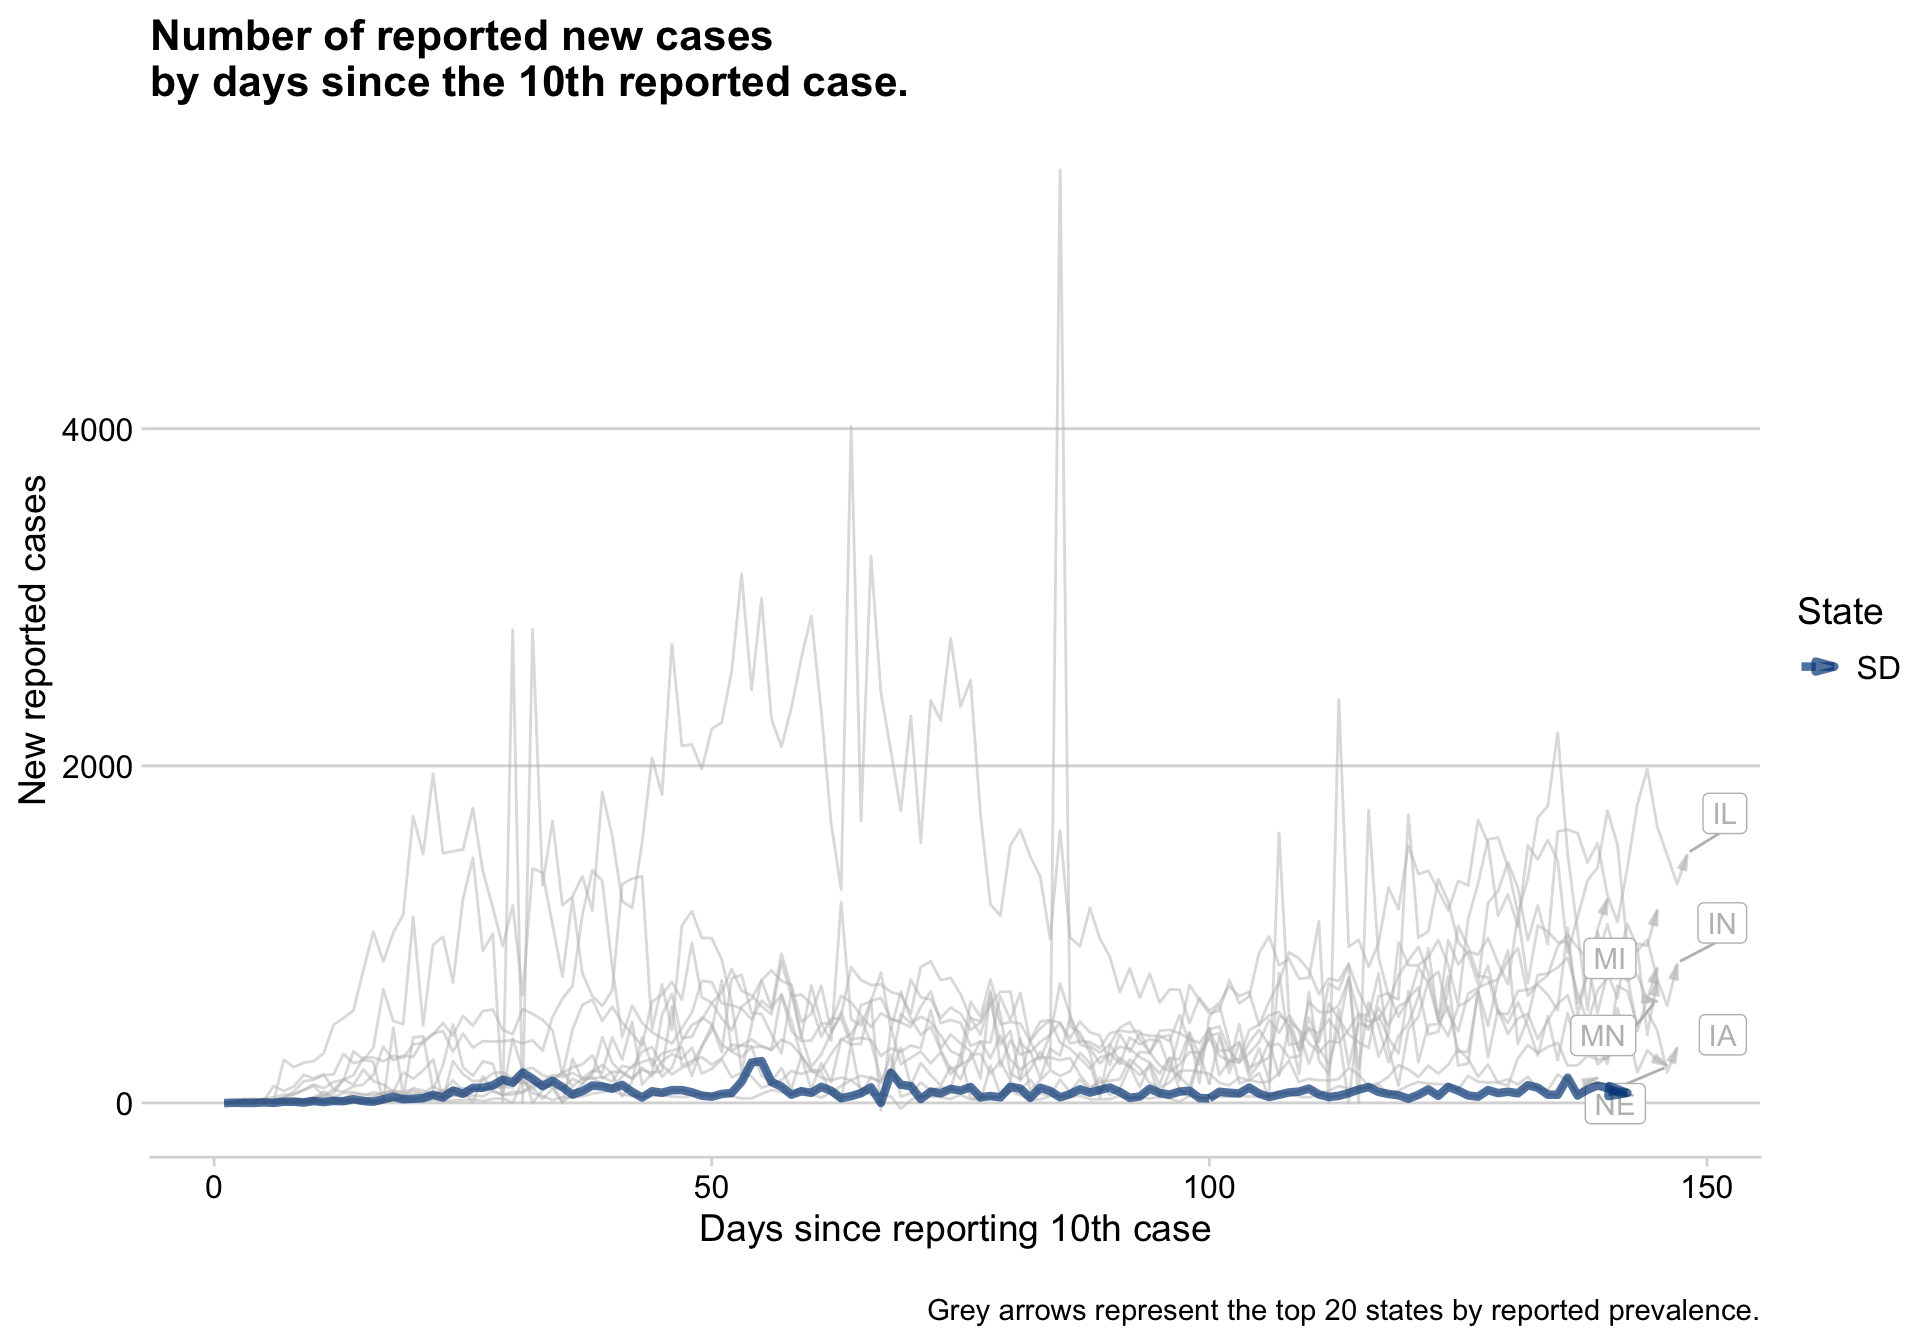 Number of reported new cases
by days since the 10th reported case.
New reported cases
4000
2000
0
0
50
100
150
Days since reporting 10th case
IL
IN
MI
MN
IA
NE
State
SD
Grey arrows represent the top 20 states by reported prevalence.